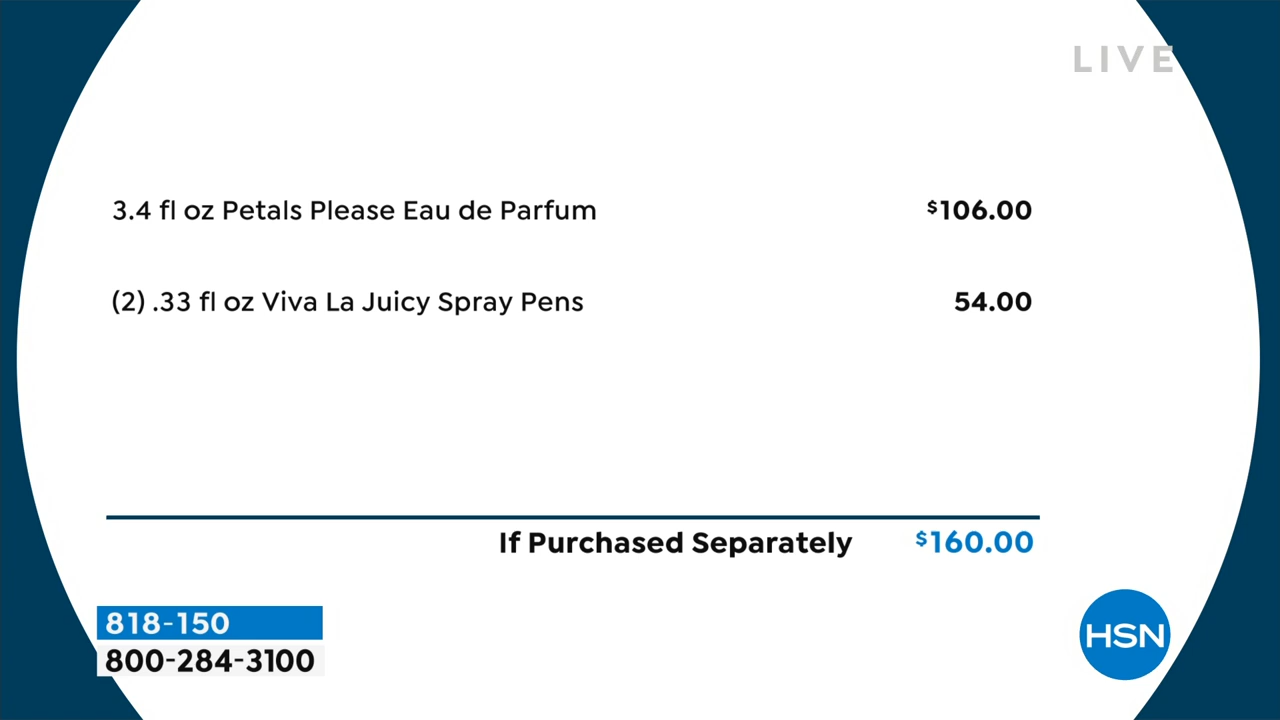 LIVE
3.4 fl oz Petals Please Eau de Parfum $106.00
(2) .33 fl oz Viva La Juicy Spray Pens 54.00
If Purchased Separately $160.00
818-150
800-284-3100
HSN